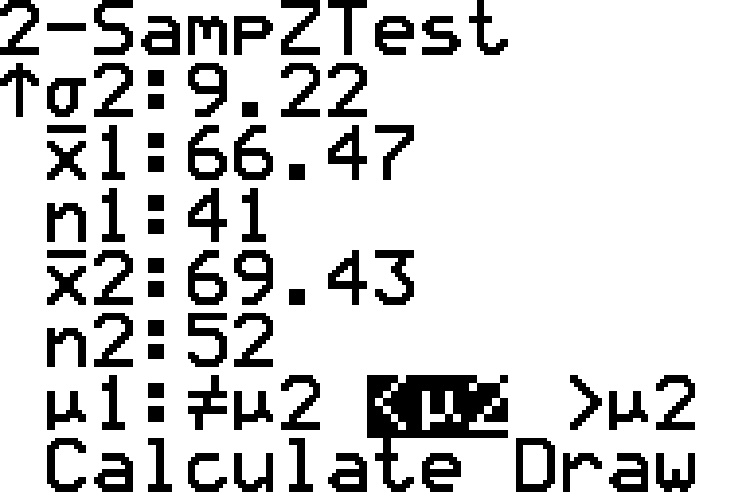 2-SampZTest
↑σ2:9.22
x̄1:66.47
n1:41
x̄2:69.43
n2:52
μ1:≠μ2 <μ2 >μ2
Calculate Draw